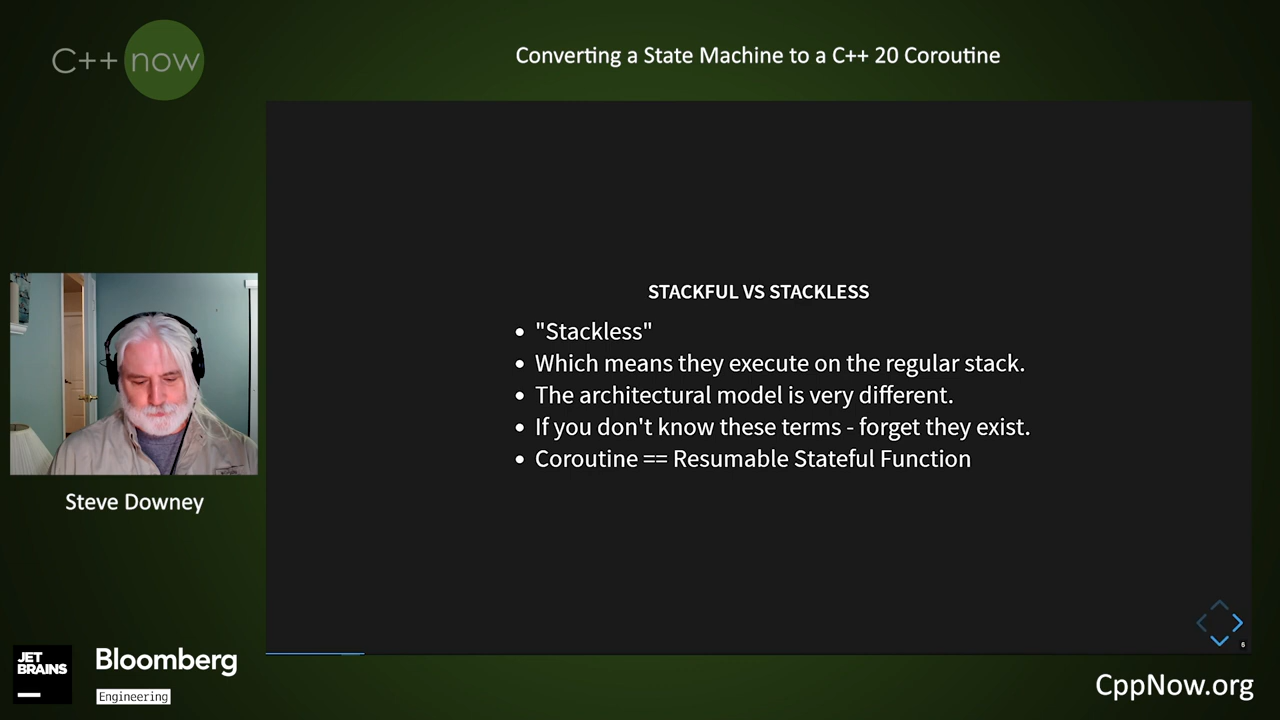 C++ now
Converting a State Machine to a C++ 20 Coroutine
STACKFUL VS STACKLESS
"Stackless"
Which means they execute on the regular stack.
The architectural model is very different.
If you don't know these terms - forget they exist.
Coroutine == Resumable Stateful Function
Steve Downey
6
JET
BRAINS
Bloomberg
Engineering
CppNow.org